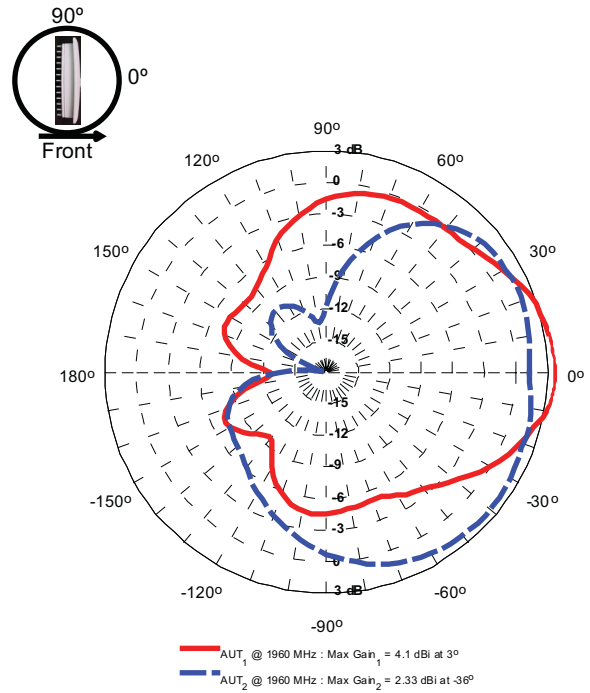 90º
0º
Front
90º
3 dB
120º
60º
0
-3
-6
150º
30º
-9
-12
-15
180º
0º
-15
-12
-9
-150º
-30º
-6
-3
0
-120º
-60º
3 dB
-90º
AUT1 @ 1960 MHz : Max Gain1 = 4.1 dBi at 3º
AUT2 @ 1960 MHz : Max Gain2 = 2.33 dBi at -36º